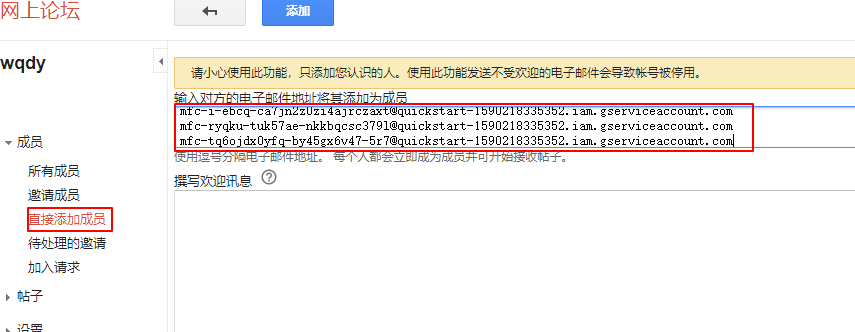 网上论坛
添加
wqdy
请小心使用此功能，只添加您认识的人。使用此功能发送不受欢迎的电子邮件会导致帐号被停用。
输入对方的电子邮件地址将其添加为成员
mfc-i-ebcq-ca7jn2z0zi4ajrczaxt@quickstart-1590218335352.iam.gserviceaccount.com
mfc-ryqku-tuk57ae-nkkbqcsc379l@quickstart-1590218335352.iam.gserviceaccount.com
mfc-tq6ojdx0yfq-by45gx6v47-5r7@quickstart-1590218335352.iam.gserviceaccount.com
使用逗号分隔电子邮件地址。 每个人都会立即成为成员并可开始接收帖子。
撰写欢迎讯息
成员
所有成员
邀请成员
直接添加成员
待处理的邀请
加入请求
帖子
设置